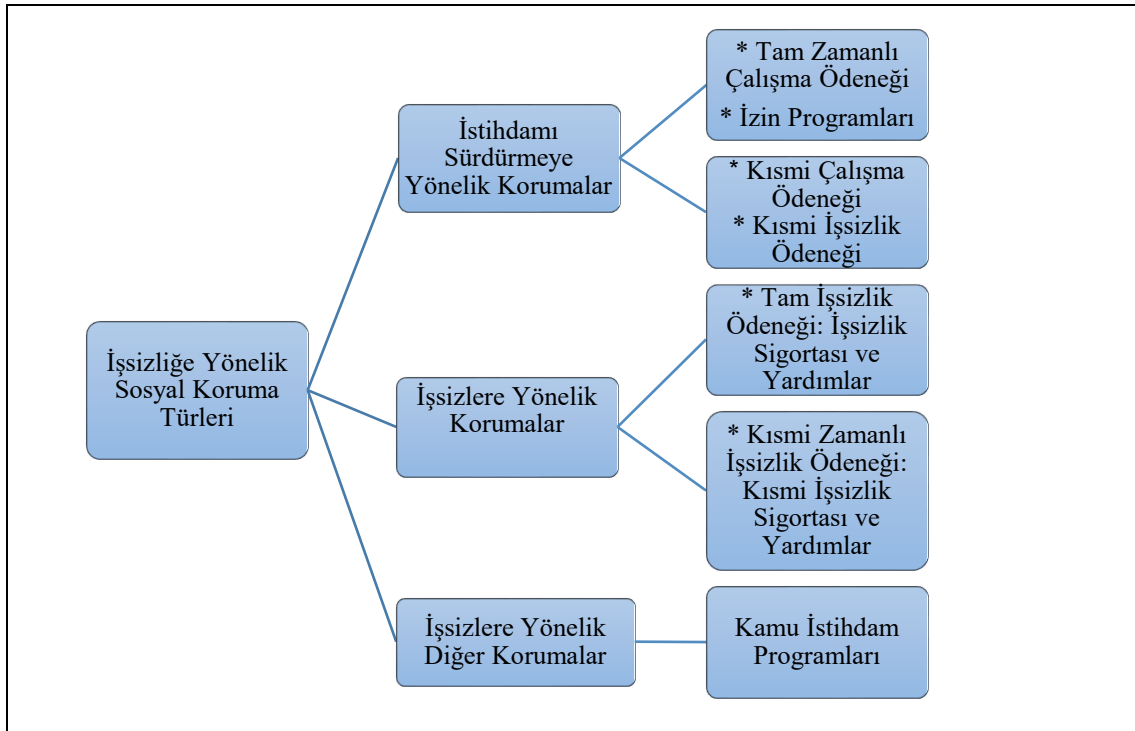 İşsizliğe Yönelik
Sosyal Koruma
Türleri
İstihdamı
Sürdürmeye
Yönelik Korumalar
* Tam Zamanlı
Çalışma Ödeneği
* İzin Programları
* Kısmi Çalışma
Ödeneği
* Kısmi İşsizlik
Ödeneği
İşsizlere Yönelik
Korumalar
* Tam İşsizlik
Ödeneği: İşsizlik
Sigortası ve
Yardımlar
* Kısmi Zamanlı
İşsizlik Ödeneği:
Kısmi İşsizlik
Sigortası ve
Yardımlar
İşsizlere Yönelik
Diğer Korumalar
Kamu İstihdam
Programları